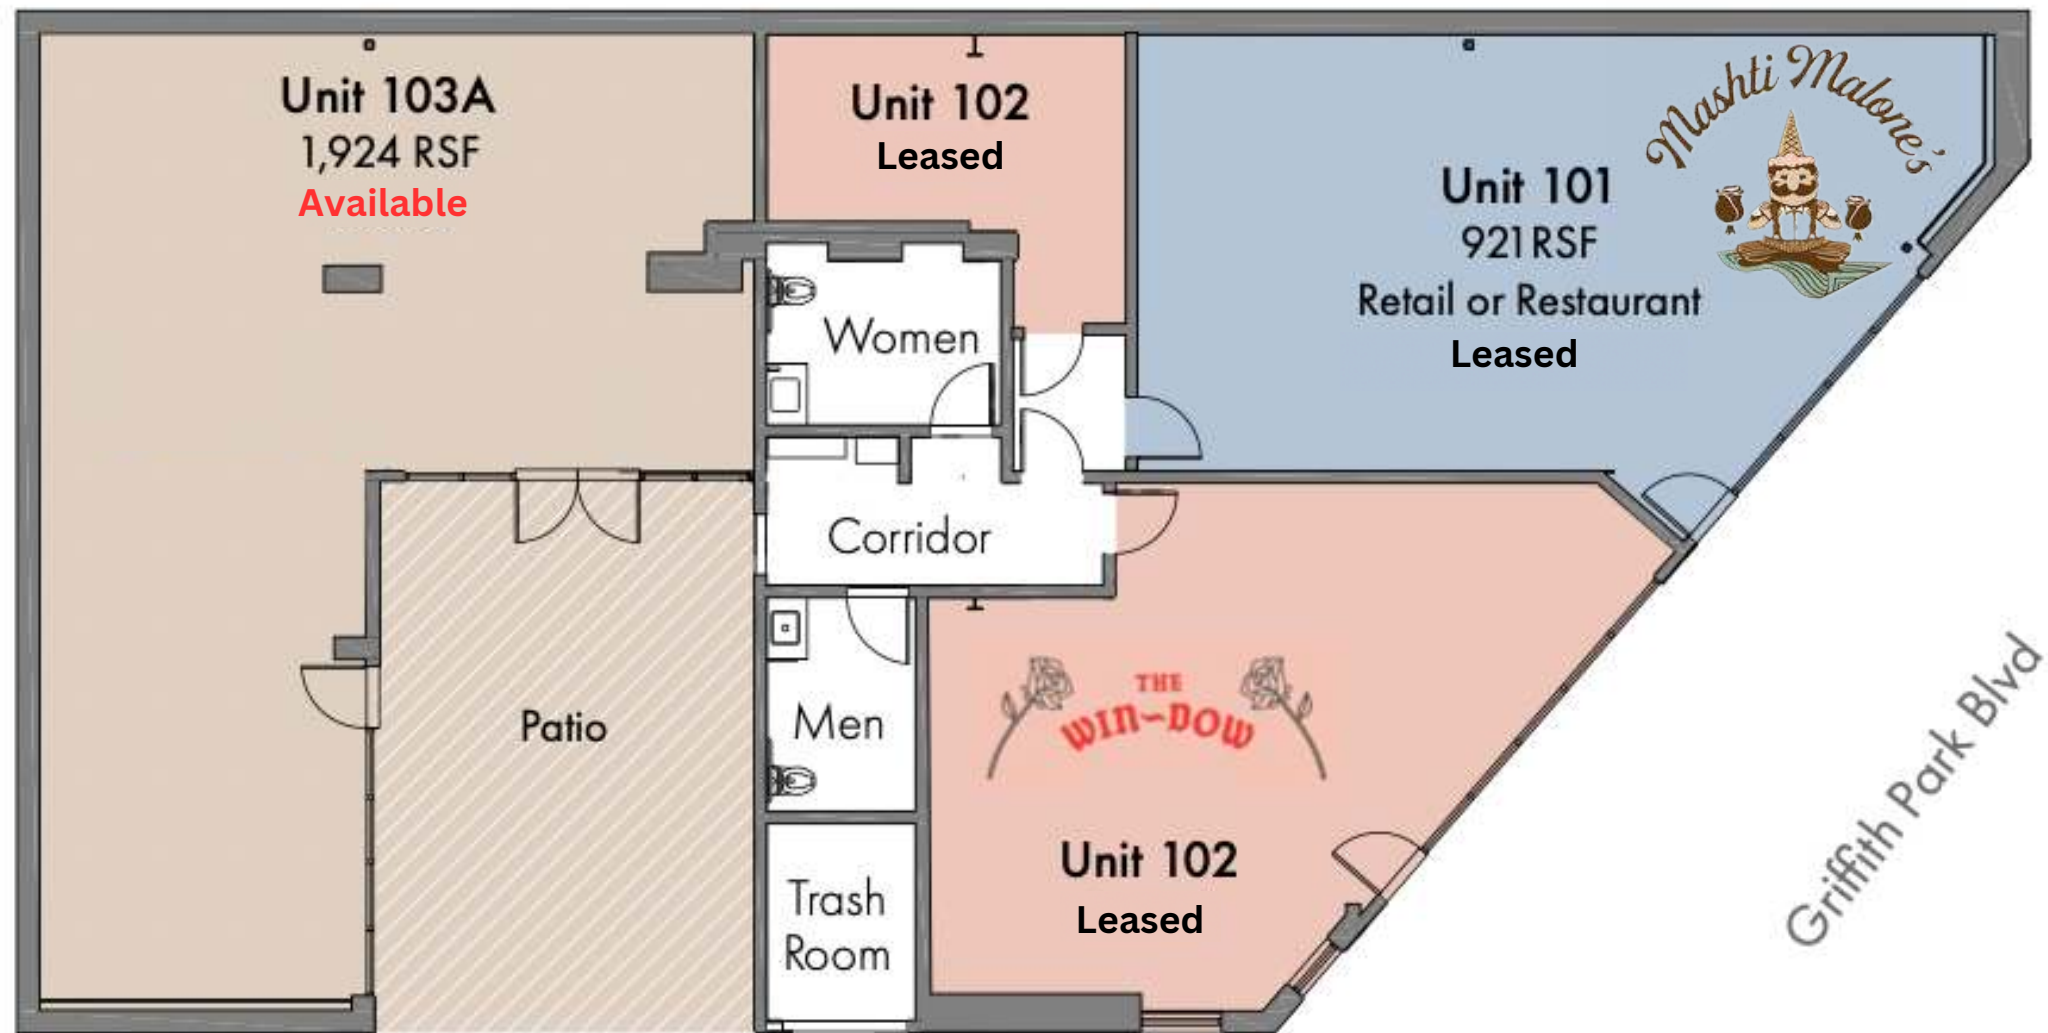 Unit 103A
1,924 RSF
Available
Unit 102
Leased
Mashti Malone's
Unit 101
921 RSF
Retail or Restaurant
Leased
Women
Corridor
Patio
Men
THE
WIN~DOW
Unit 102
Leased
Trash
Room
Griffith Park Blvd